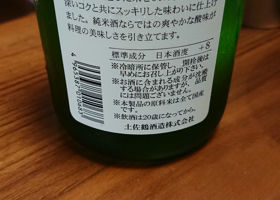 深いコクと共にスッキリした味わいに仕上げ
ました。純米酒ならではの爽やかな酸味が
料理の美味しさを引き立てます。
標準成分 日本酒度 +8
※冷暗所に保管し、開栓後は
早めにお召し上がり下さい。
※お酒に含まれる成分が沈澱
する場合がありますが、品質に
は問題ございません。
※本製品の原料米は全て国産
です。
※飲酒は20歳になってから。
土佐鶴酒造株式会社